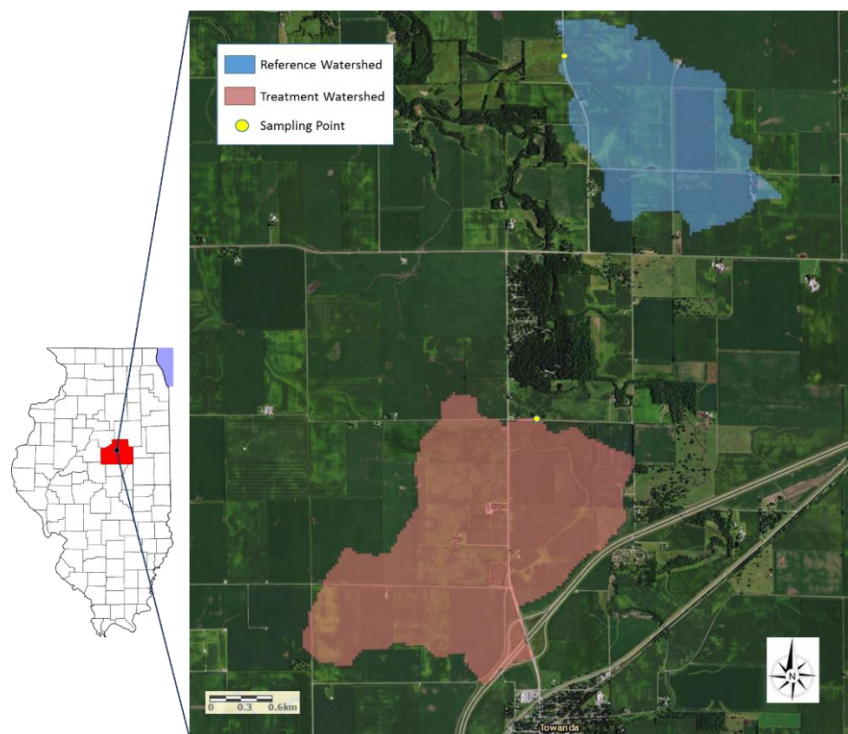 Reference Watershed
Treatment Watershed
Sampling Point
N
0 0.3 0.6km
Towanda